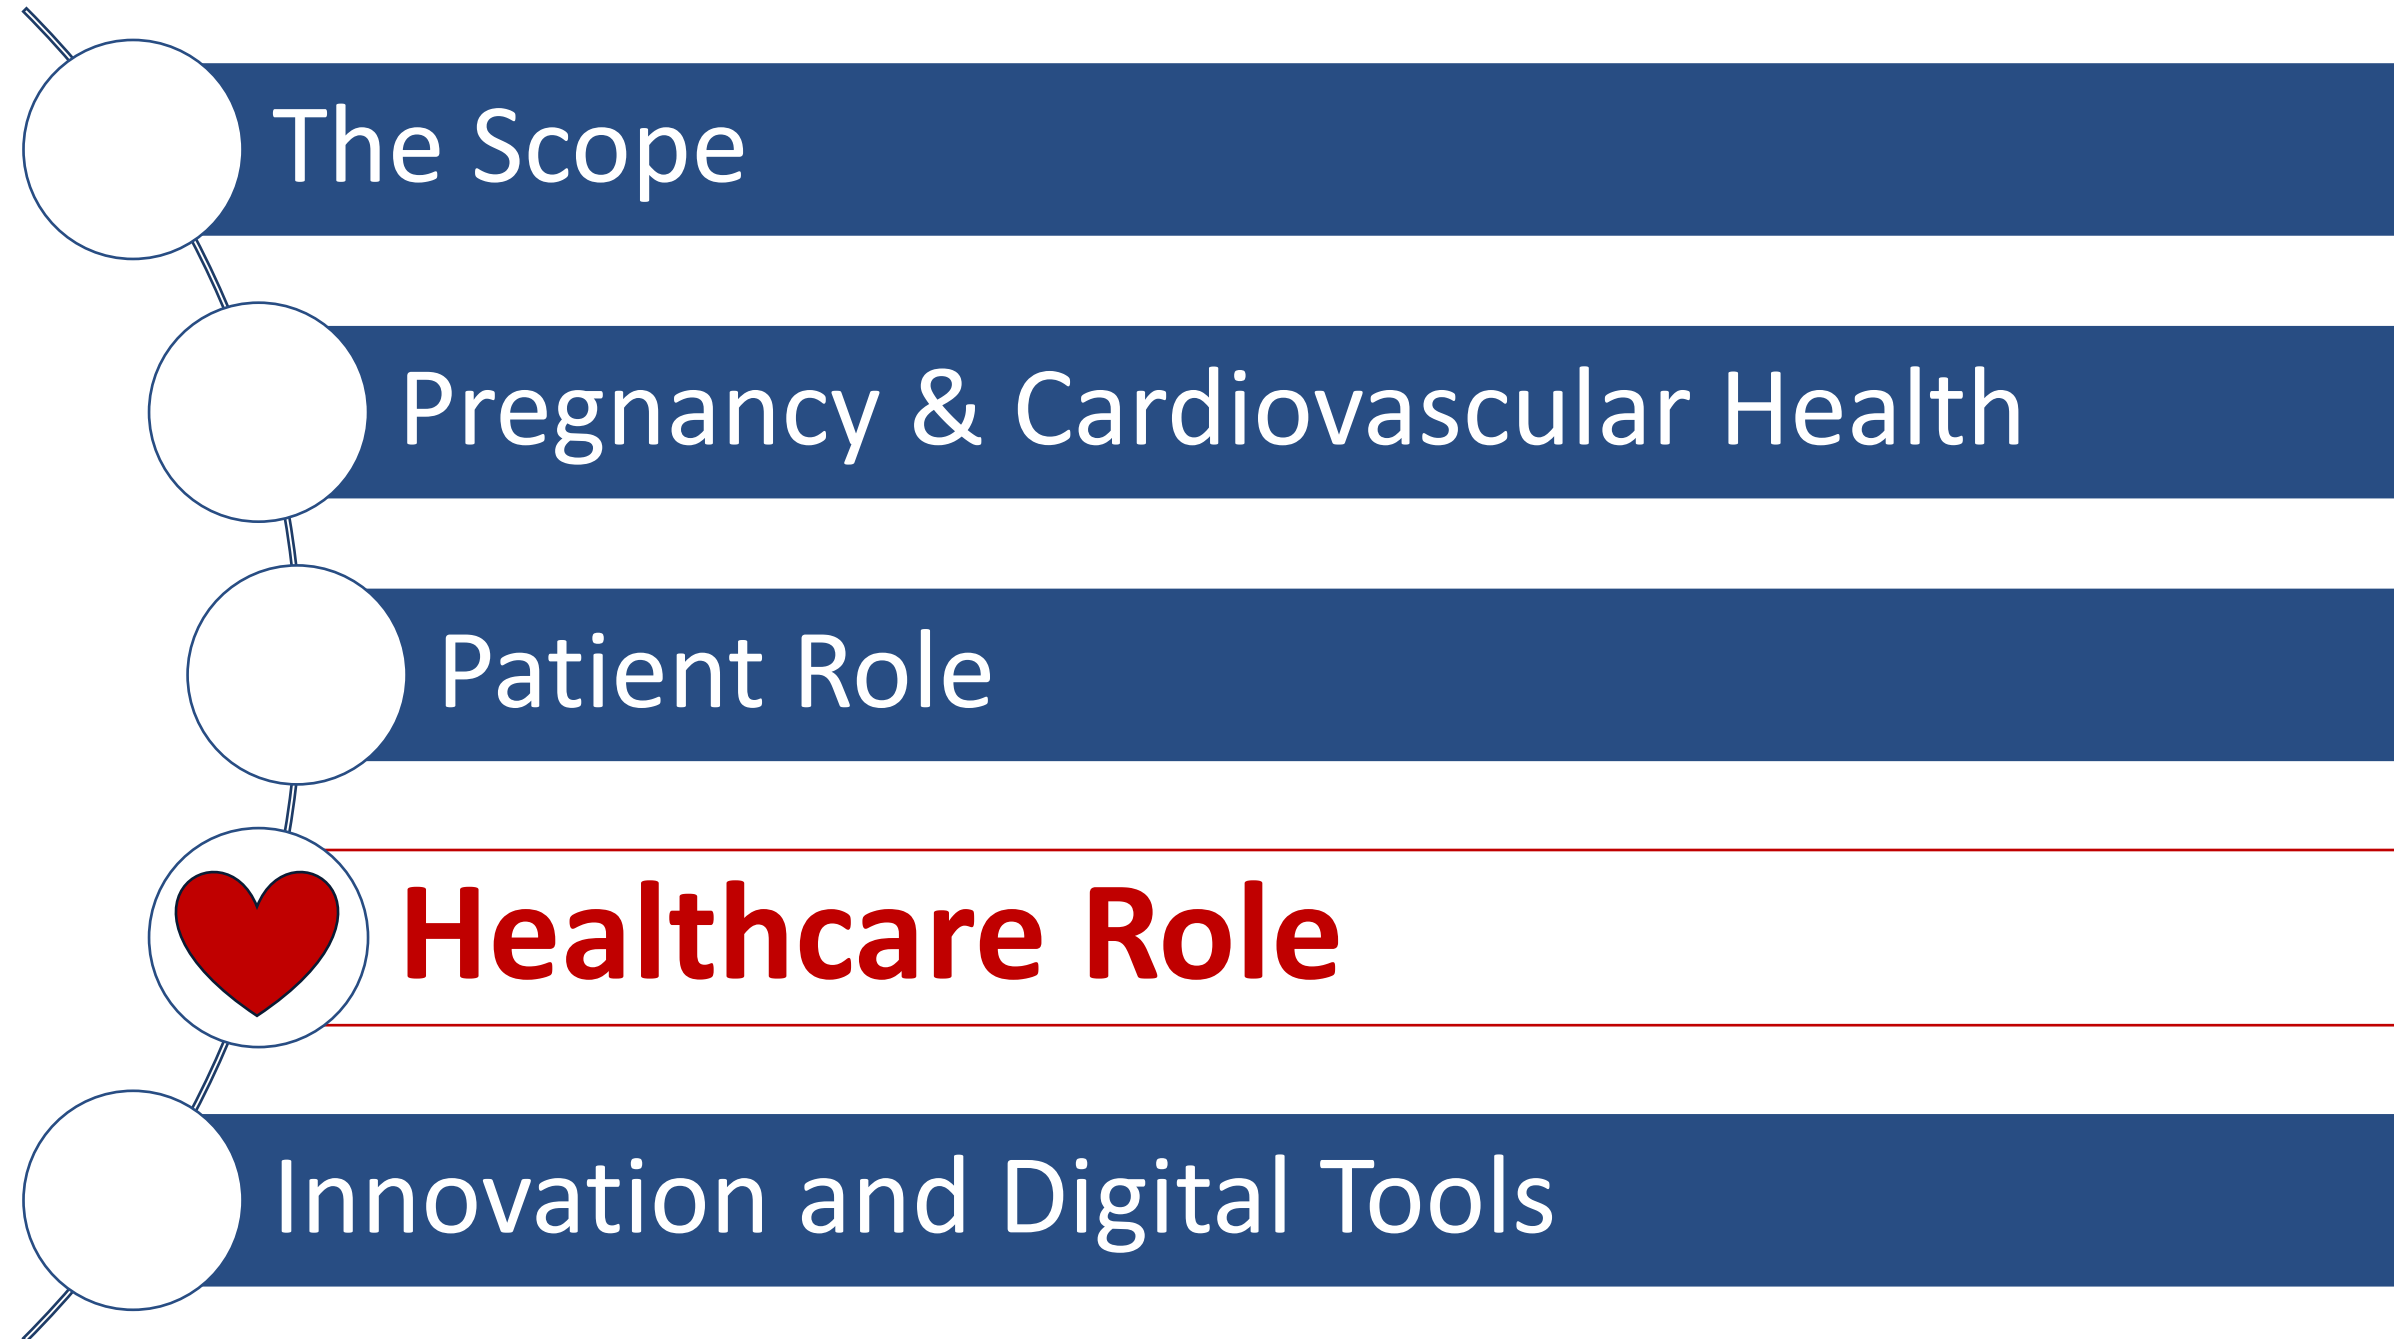 The Scope
Pregnancy & Cardiovascular Health
Patient Role
Healthcare Role
Innovation and Digital Tools